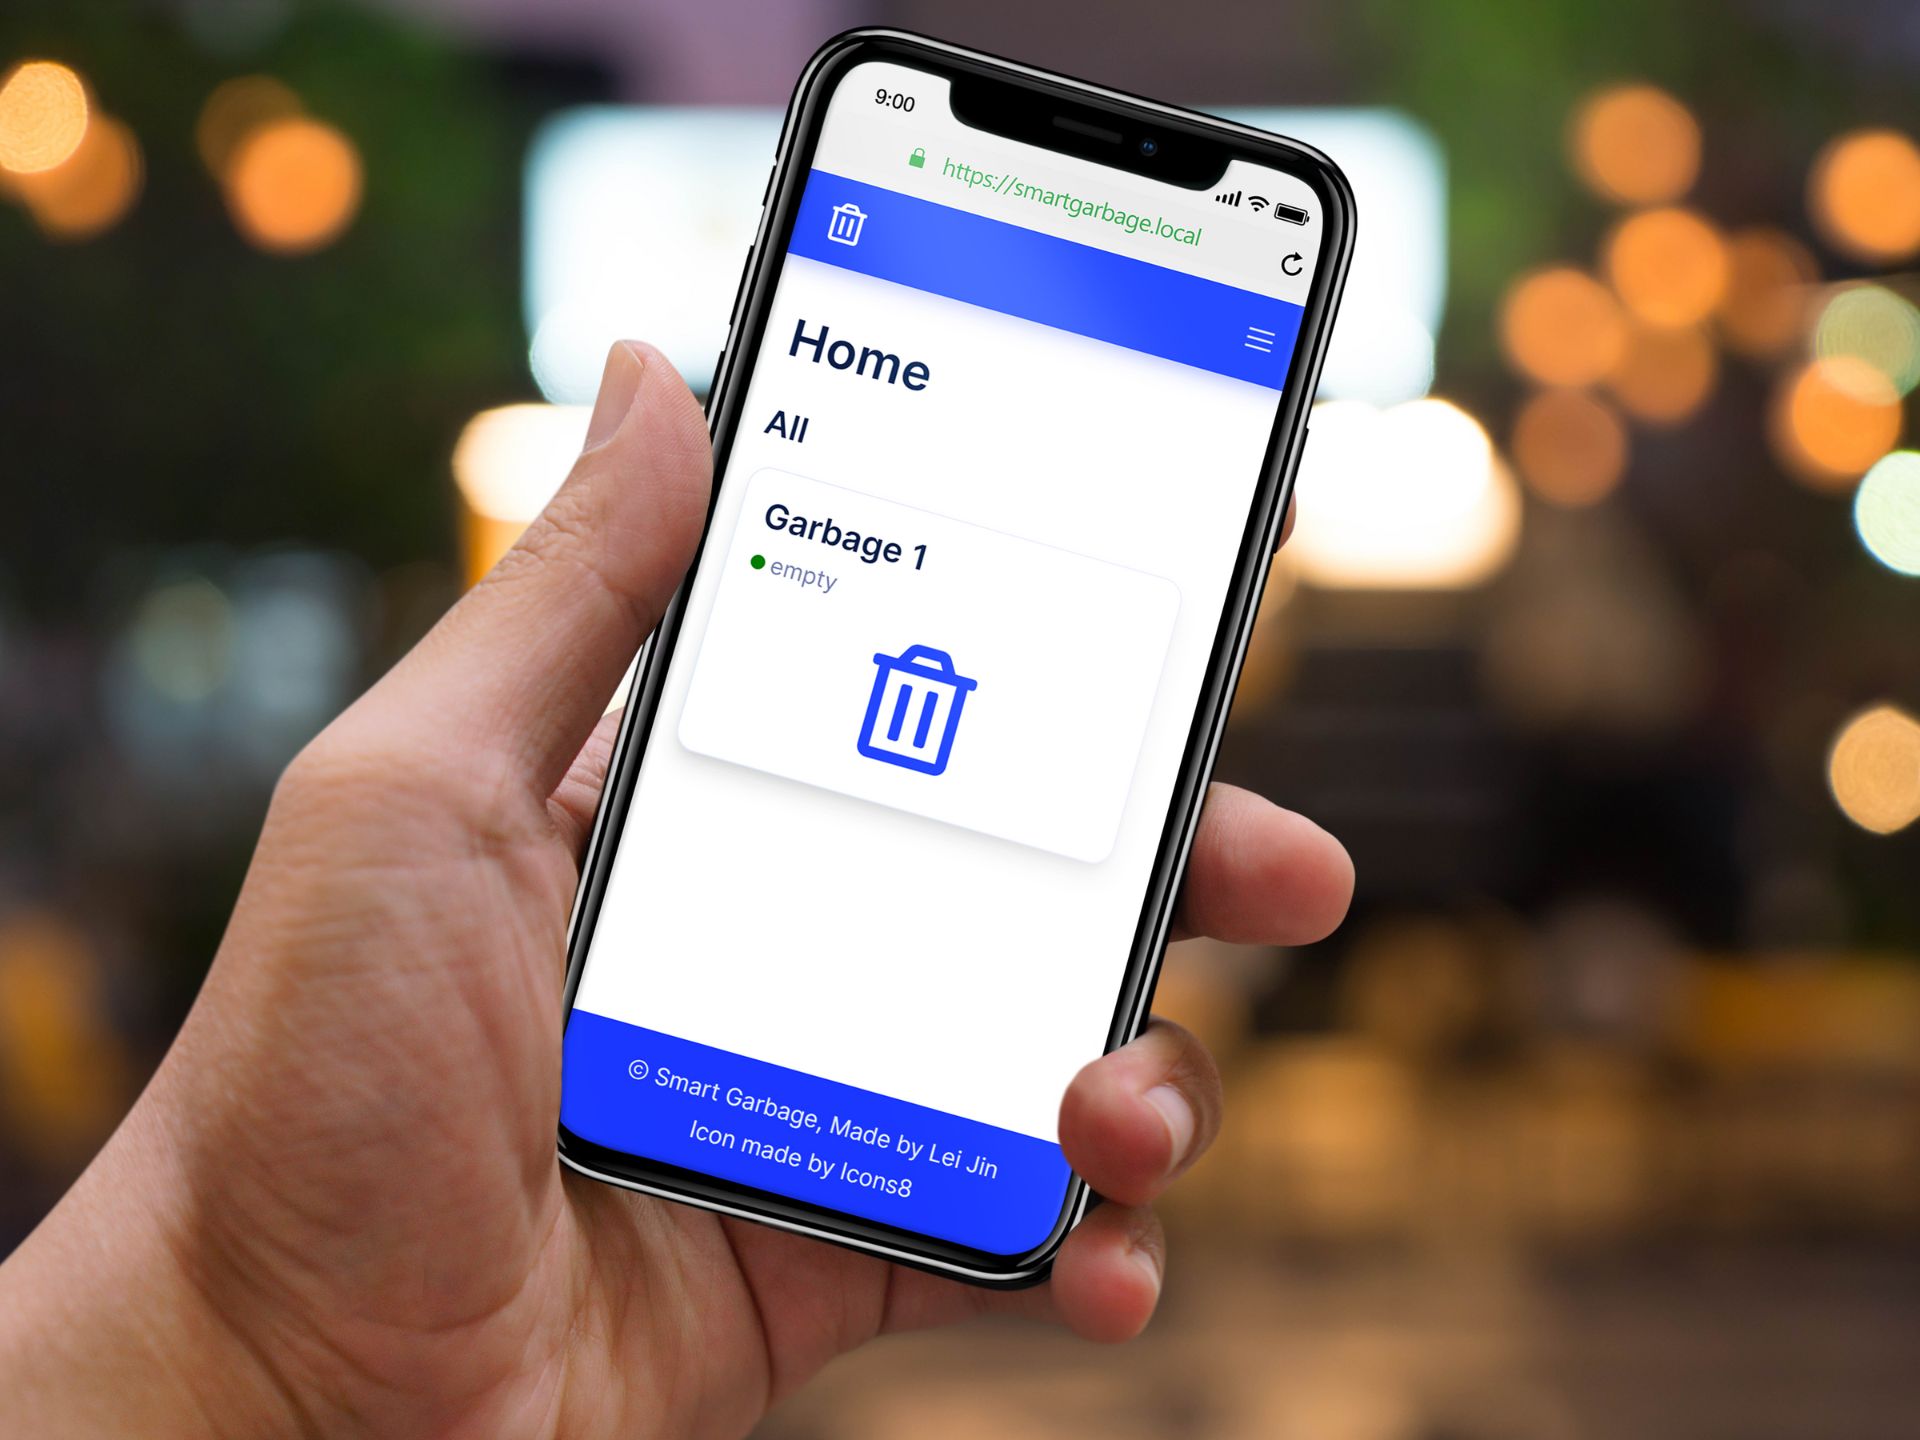 9:00
https://smartgarbage.local
Home
All
Garbage 1
empty
© Smart Garbage, Made by Lei Jin
Icon made by Icons8